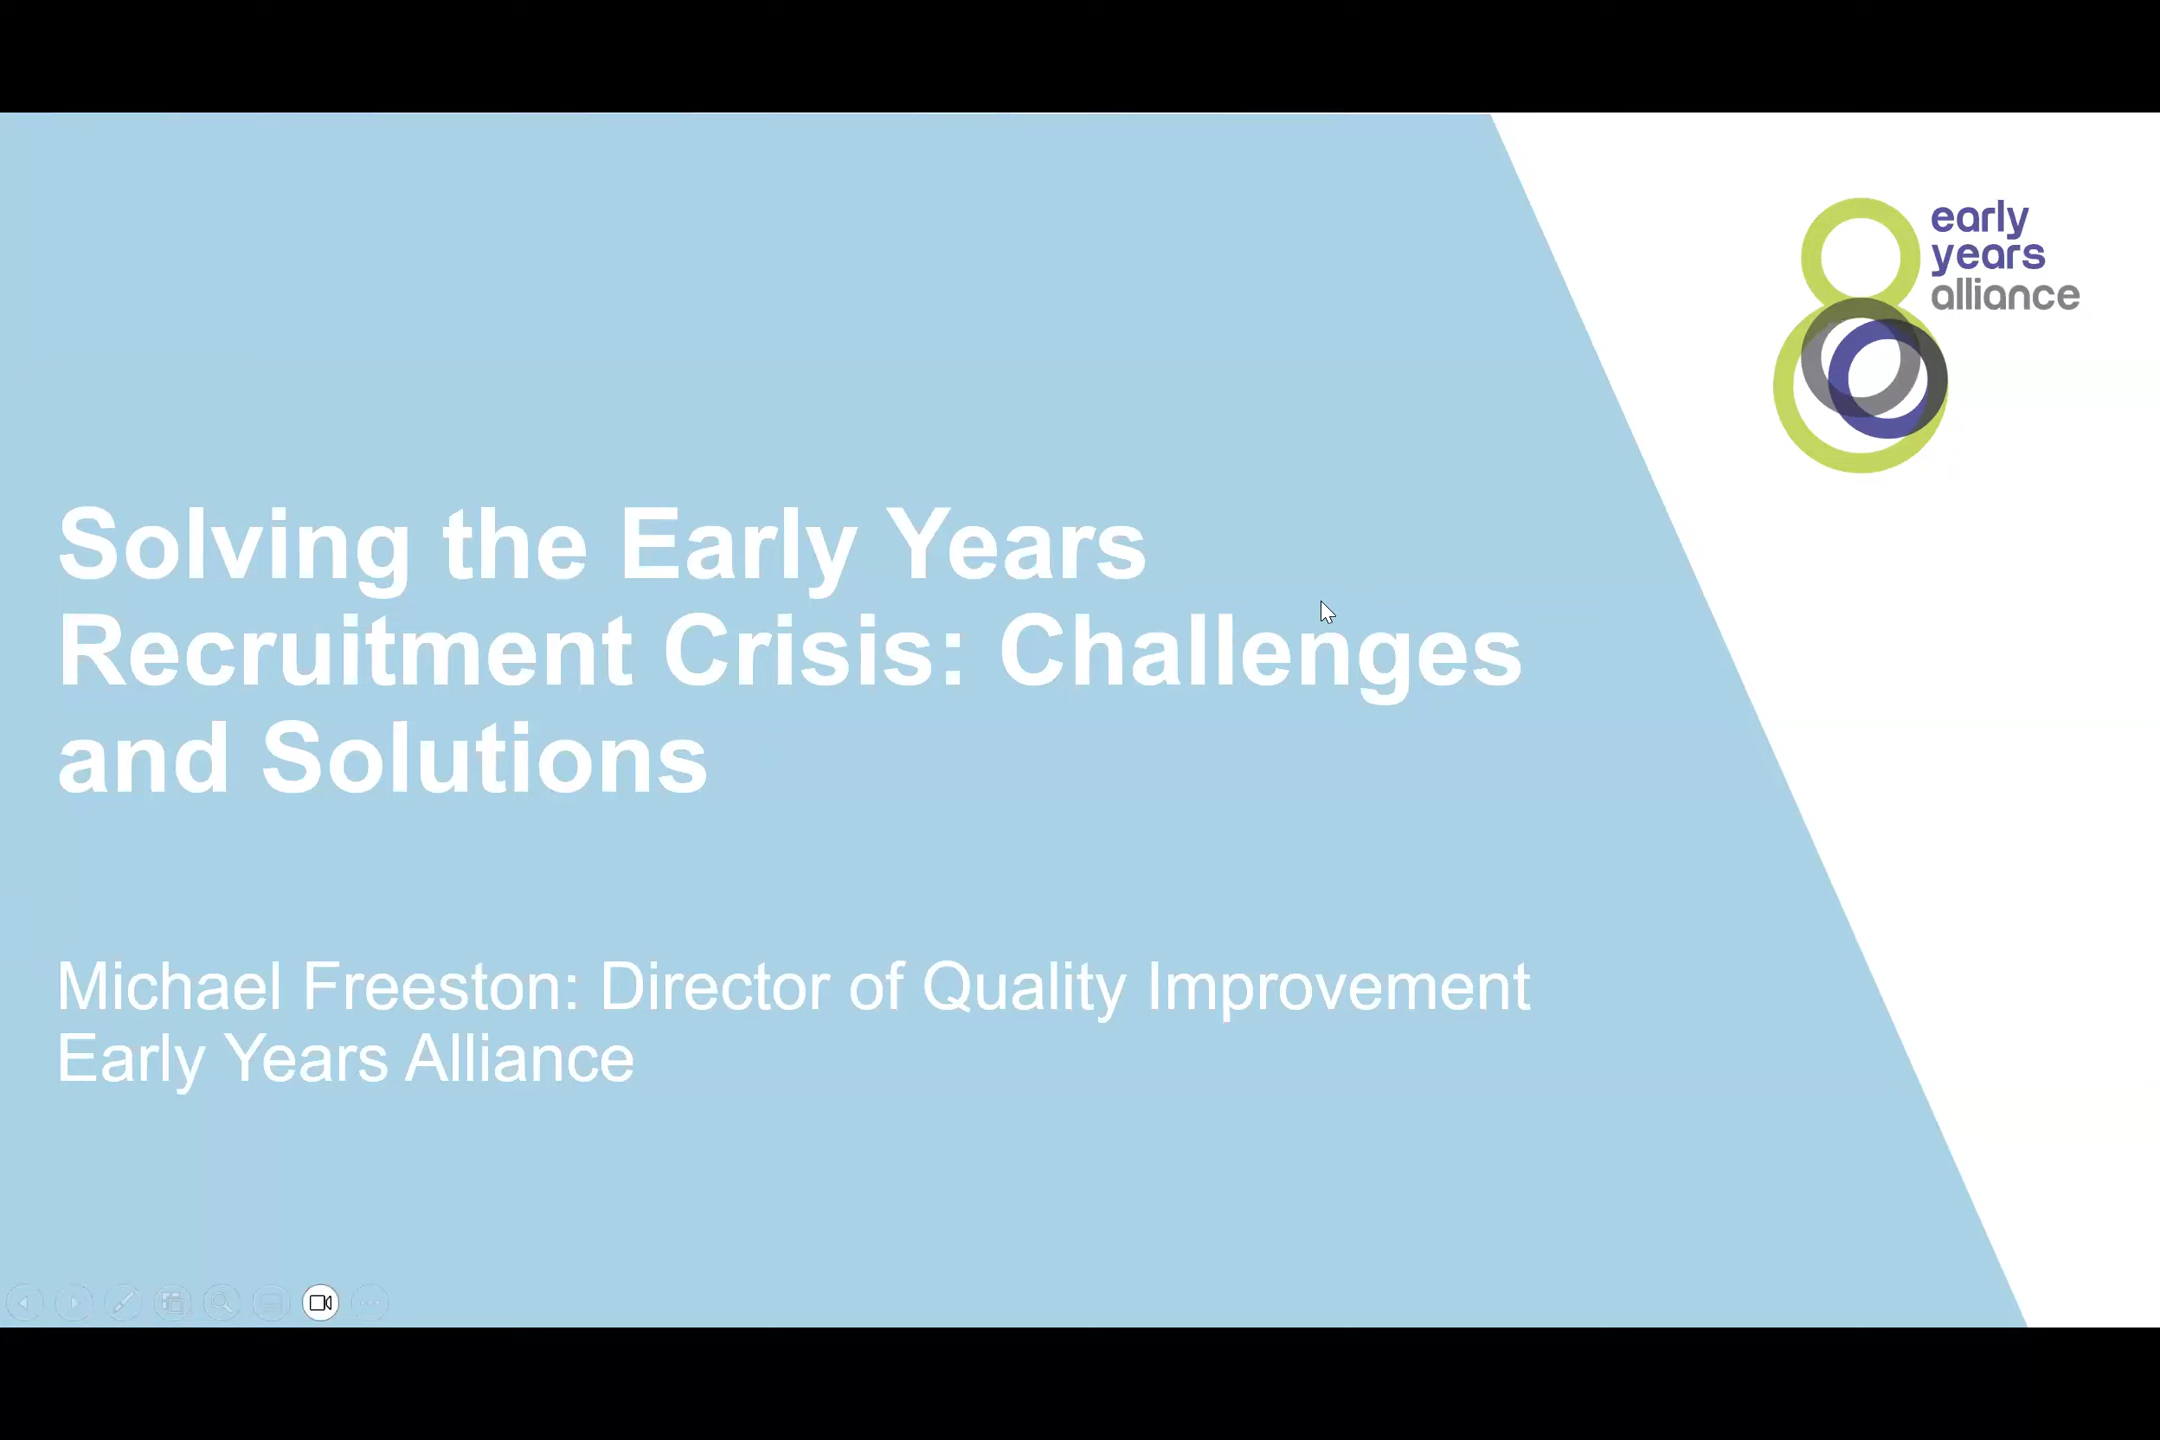 early
years
alliance
Solving the Early Years
Recruitment Crisis: Challenges
and Solutions
Michael Freeston: Director of Quality Improvement
Early Years Alliance